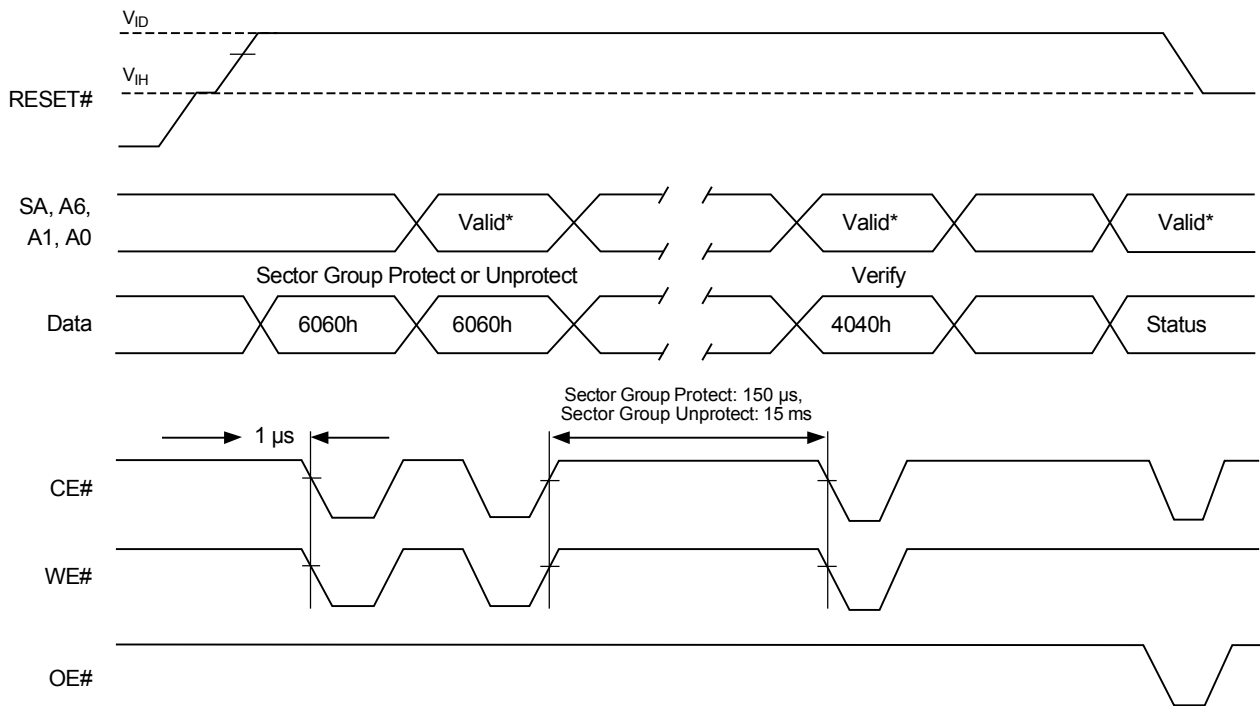 VID
VIH
RESET#
SA, A6,
A1, A0
Valid*
Valid*
Valid*
Sector Group Protect or Unprotect
Verify
Data
6060h
6060h
4040h
Status
Sector Group Protect: 150 µs,
Sector Group Unprotect: 15 ms
1 µs
CE#
WE#
OE#